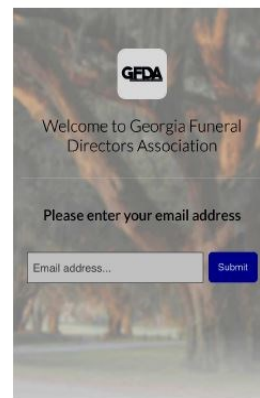 GFDA
Welcome to Georgia Funeral
Directors Association
Please enter your email address
Email address...
Submit